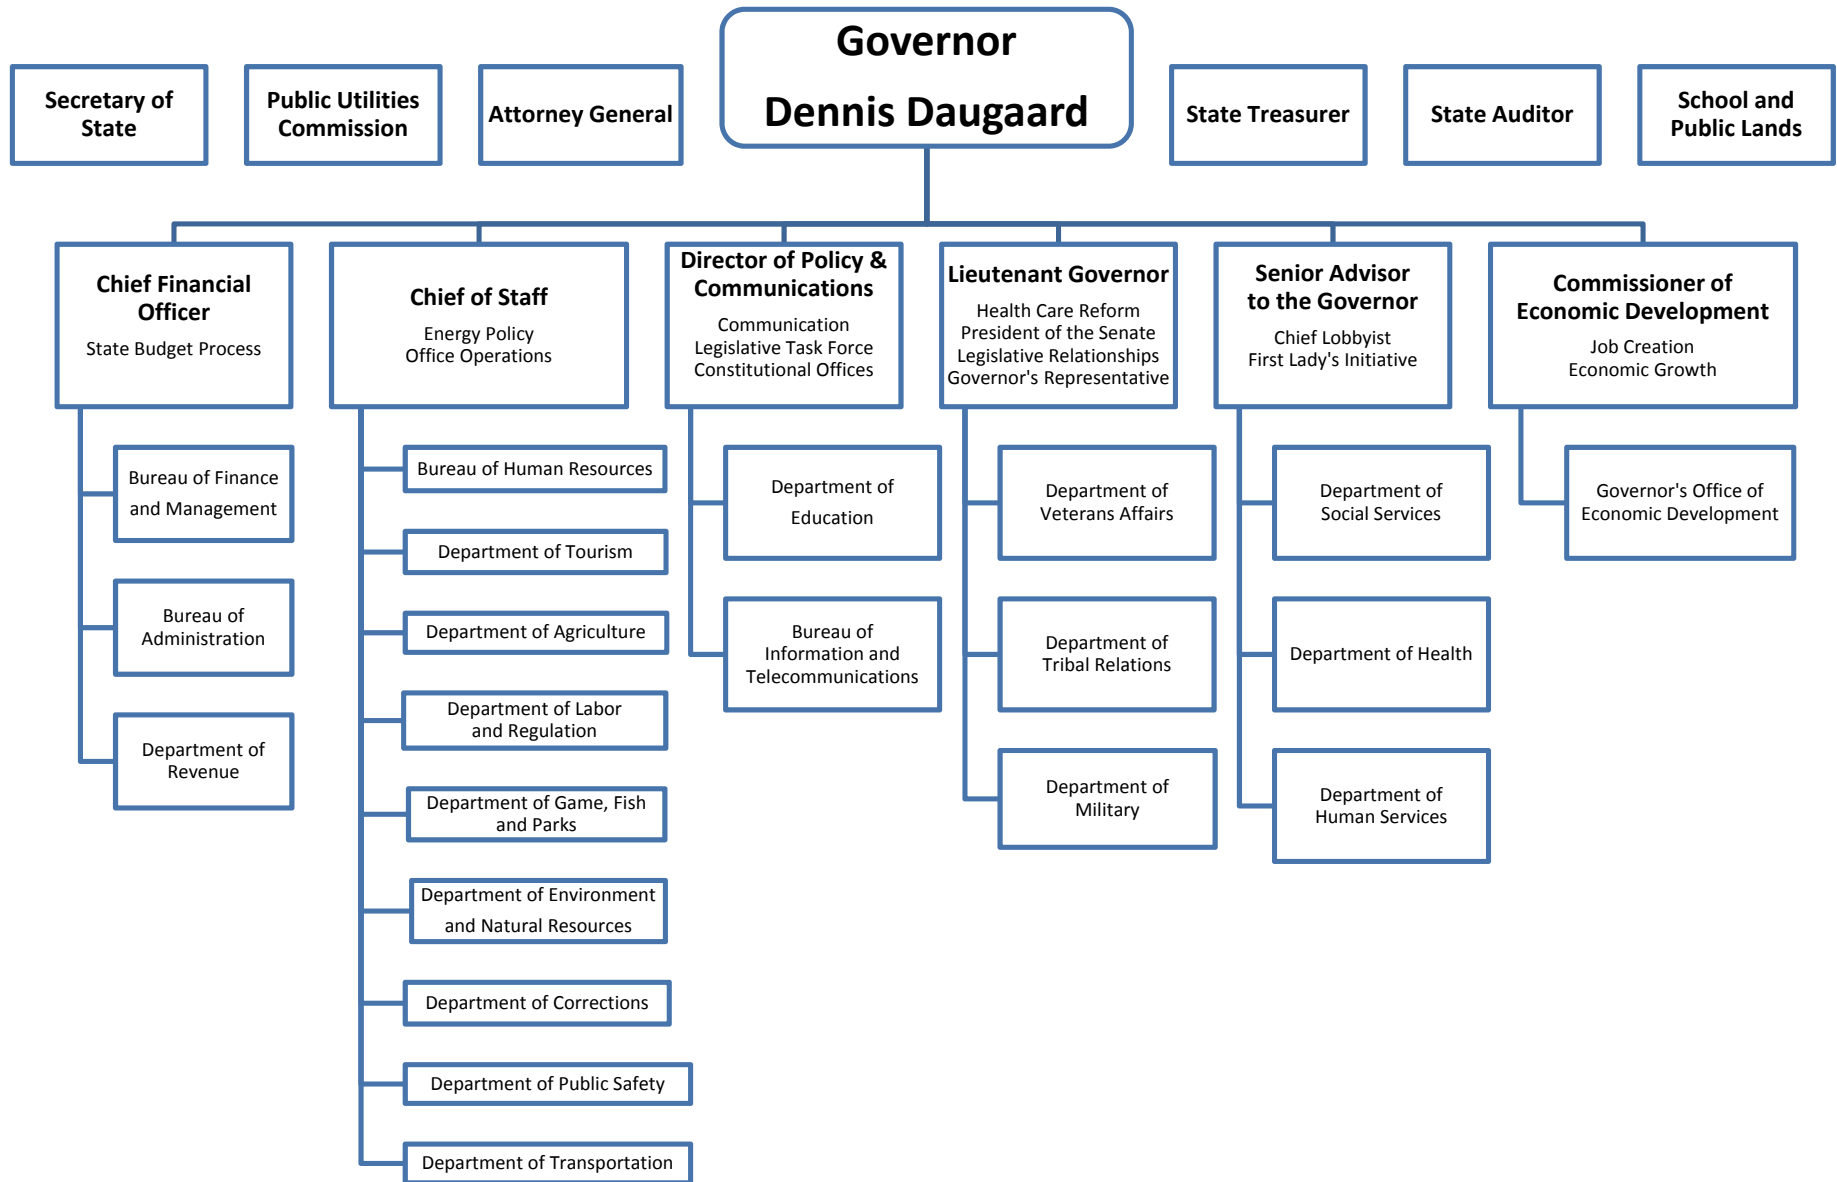 Governor
Dennis Daugaard
Secretary of
State
Public Utilities
Commission
Attorney General
State Treasurer
State Auditor
School and
Public Lands
Chief Financial
Officer
State Budget Process
Bureau of Finance
and Management
Bureau of
Administration
Department of
Revenue
Chief of Staff
Energy Policy
Office Operations
Bureau of Human Resources
Department of Tourism
Department of Agriculture
Department of Labor
and Regulation
Department of Game, Fish
and Parks
Department of Environment
and Natural Resources
Department of Corrections
Department of Public Safety
Department of Transportation
Director of Policy &
Communications
Communication
Legislative Task Force
Constitutional Offices
Department of
Education
Bureau of
Information and
Telecommunications
Lieutenant Governor
Health Care Reform
President of the Senate
Legislative Relationships
Governor's Representative
Department of
Veterans Affairs
Department of
Tribal Relations
Department of
Military
Senior Advisor
to the Governor
Chief Lobbyist
First Lady's Initiative
Department of
Social Services
Department of Health
Department of
Human Services
Commissioner of
Economic Development
Job Creation
Economic Growth
Governor's Office of
Economic Development